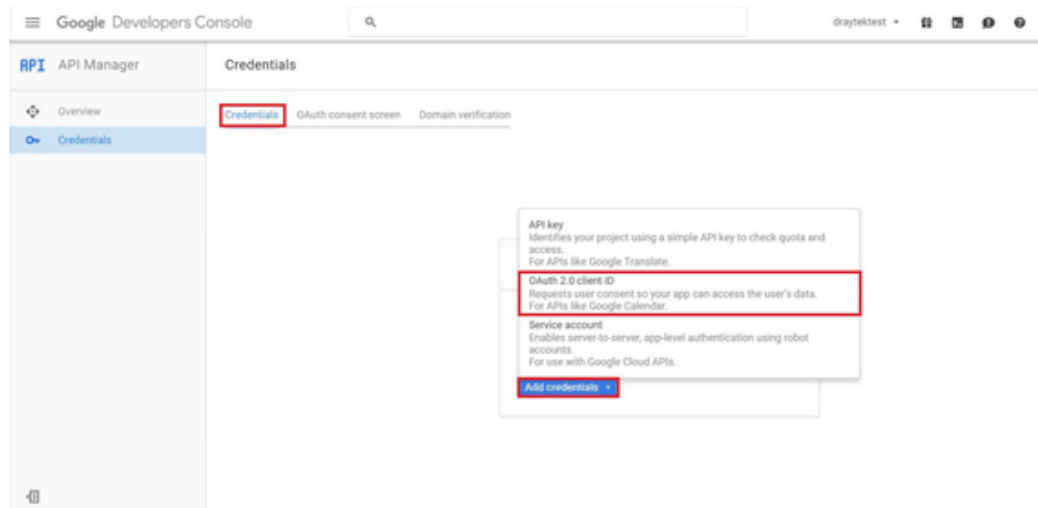 Google Developers Console
draytektest
API API Manager
Credentials
Overview
Credentials
Credentials OAuth consent screen Domain verification
API key
Identifies your project using a simple API key to check quota and
access.
For APIs like Google Translate.
OAuth 2.0 client ID
Requests user consent so your app can access the user's data.
For APIs like Google Calendar.
Service account
Enables server-to-server, app-level authentication using robot
accounts.
For use with Google Cloud APIs.
Add credentials